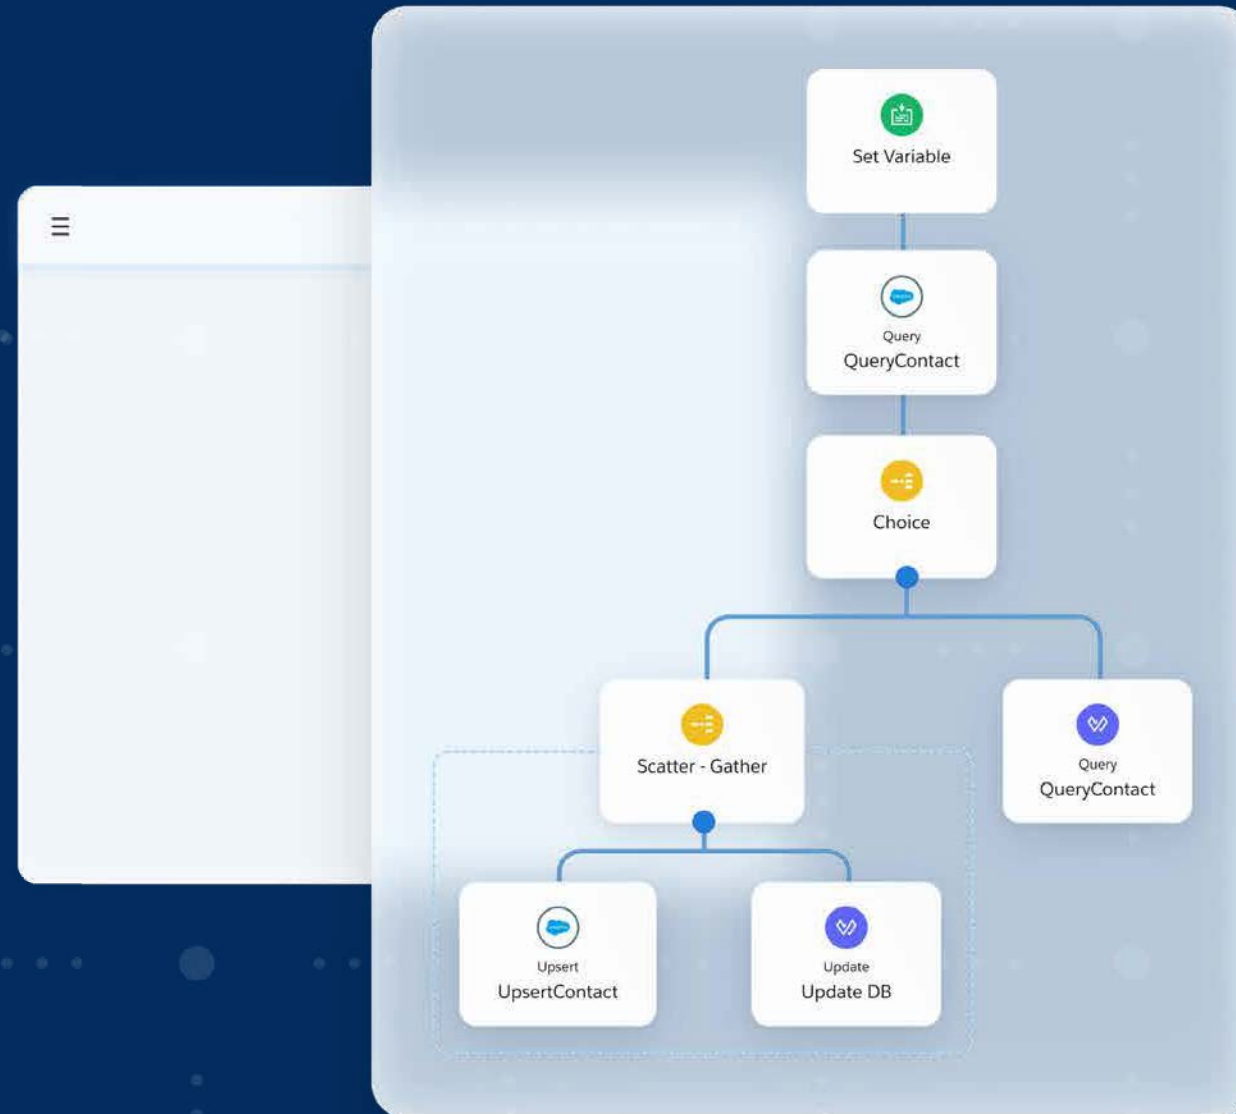 Set Variable
Query
QueryContact
Choice
Scatter - Gather
Query
QueryContact
Upsert
UpsertContact
Update
Update DB